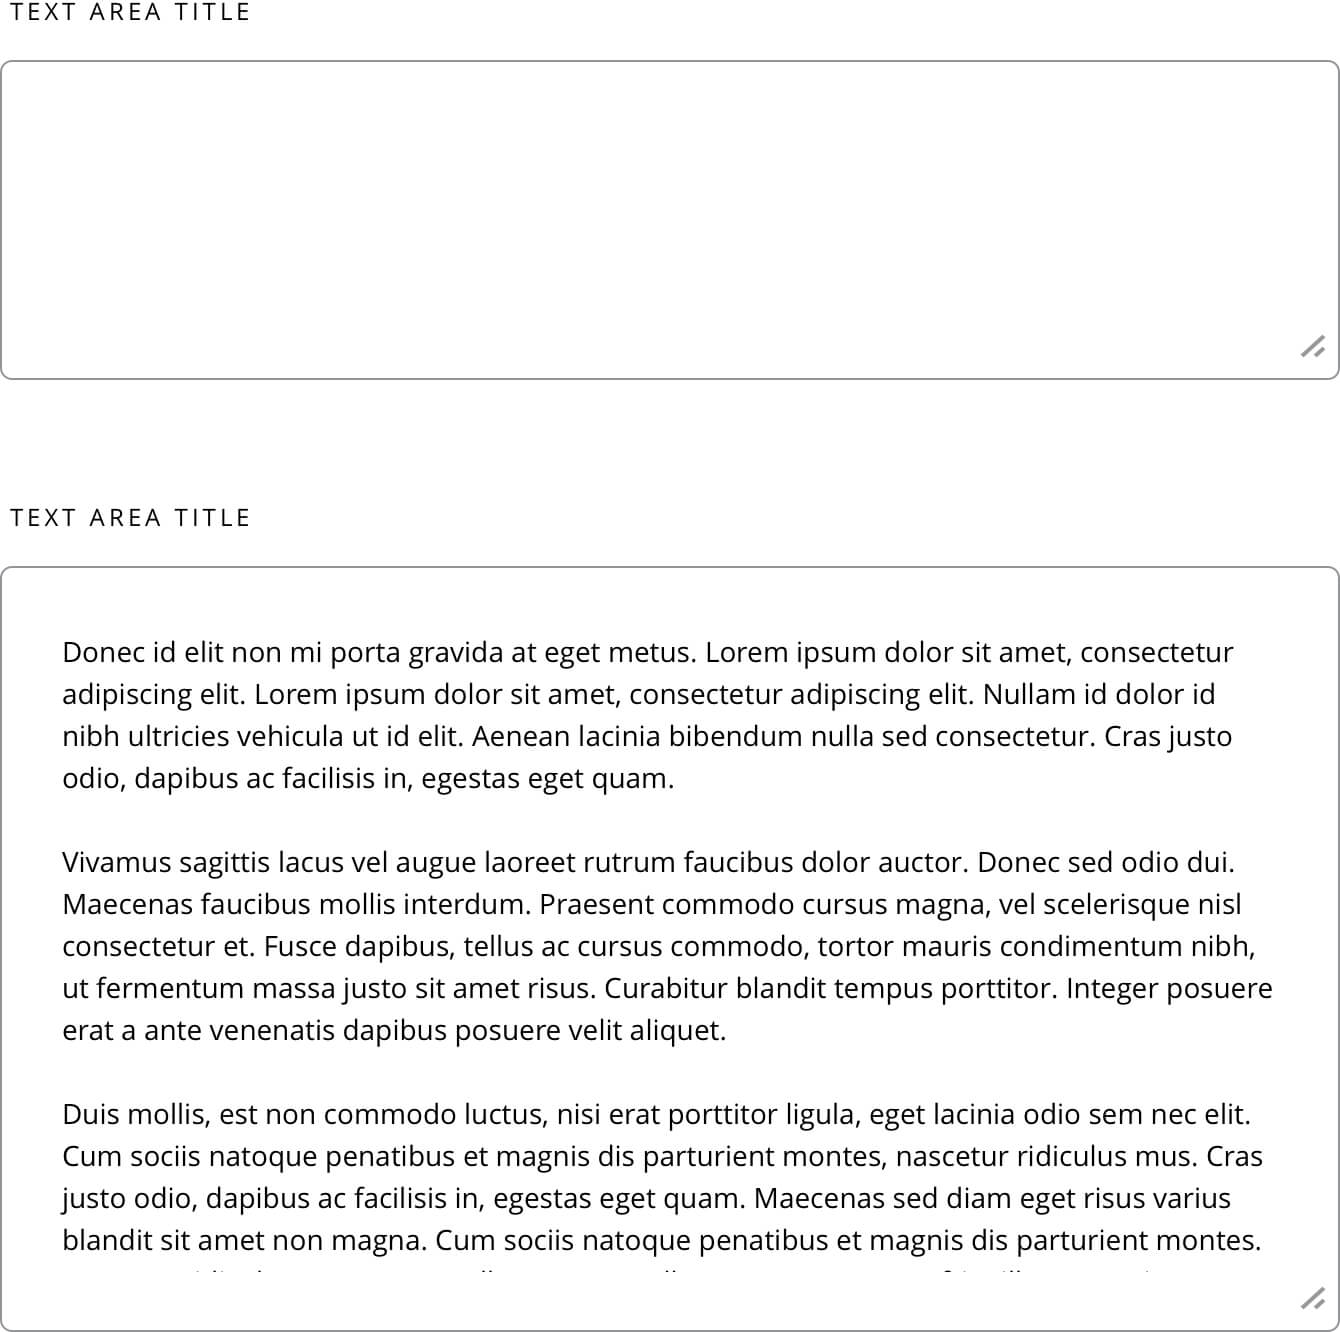 TEXT AREA TITLE
TEXT AREA TITLE
Donec id elit non mi porta gravida at eget metus. Lorem ipsum dolor sit amet, consectetur
adipiscing elit. Lorem ipsum dolor sit amet, consectetur adipiscing elit. Nullam id dolor id
nibh ultricies vehicula ut id elit. Aenean lacinia bibendum nulla sed consectetur. Cras justo
odio, dapibus ac facilisis in, egestas eget quam.
Vivamus sagittis lacus vel augue laoreet rutrum faucibus dolor auctor. Donec sed odio dui.
Maecenas faucibus mollis interdum. Praesent commodo cursus magna, vel scelerisque nisl
consectetur et. Fusce dapibus, tellus ac cursus commodo, tortor mauris condimentum nibh,
ut fermentum massa justo sit amet risus. Curabitur blandit tempus porttitor. Integer posuere
erat a ante venenatis dapibus posuere velit aliquet.
Duis mollis, est non commodo luctus, nisi erat porttitor ligula, eget lacinia odio sem nec elit.
Cum sociis natoque penatibus et magnis dis parturient montes, nascetur ridiculus mus. Cras
justo odio, dapibus ac facilisis in, egestas eget quam. Maecenas sed diam eget risus varius
blandit sit amet non magna. Cum sociis natoque penatibus et magnis dis parturient montes.